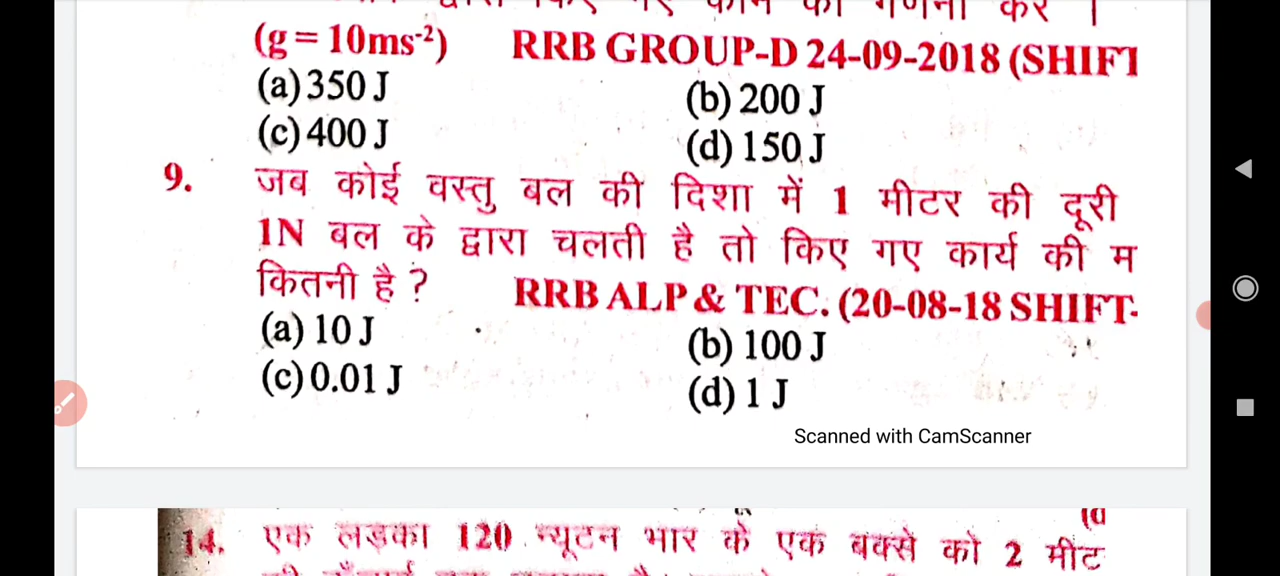 (g = 10ms⁻²) RRB GROUP-D 24-09-2018 (SHIFT
(a) 350 J (b) 200 J
(c) 400 J (d) 150 J
9. जब कोई वस्तु बल की दिशा में 1 मीटर की दूरी
1N बल के द्वारा चलती है तो किए गए कार्य की म
कितनी है ? RRB ALP & TEC. (20-08-18 SHIFT-
(a) 10 J (b) 100 J
(c) 0.01 J (d) 1 J
Scanned with CamScanner
14. एक लड़का 120 न्यूटन भार के एक बक्से को 2 मीट